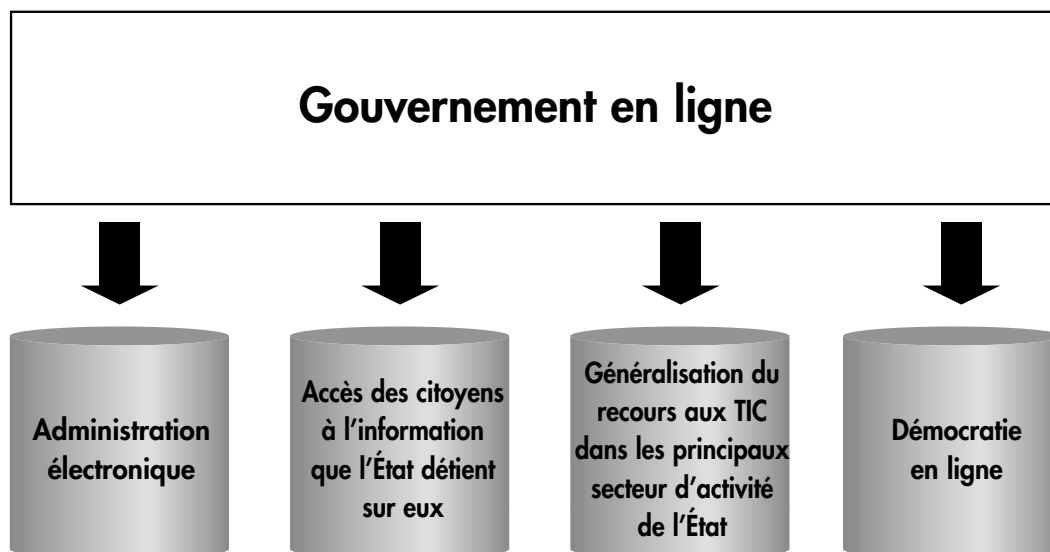 Gouvernement en ligne
Administration
électronique
Accès des citoyens
à l'information
que l'État détient
sur eux
Généralisation du
recours aux TIC
dans les principaux
secteur d'activité
de l'État
Démocratie
en ligne